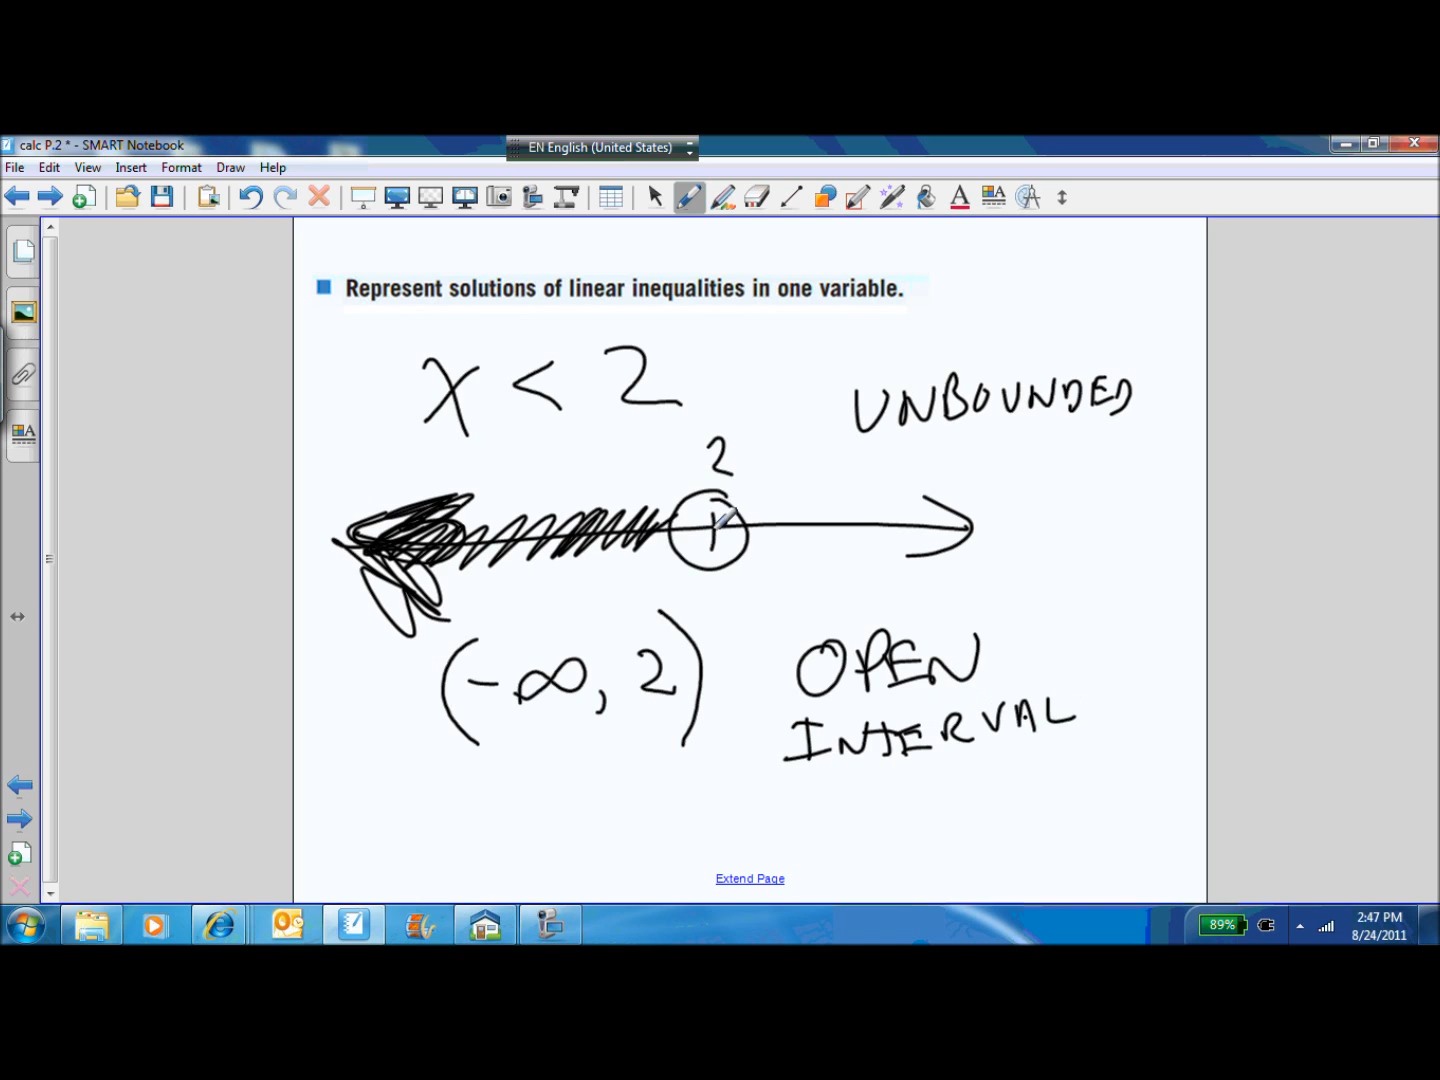 calc P.2 * - SMART Notebook
EN English (United States)
File Edit View Insert Format Draw Help
Represent solutions of linear inequalities in one variable.
x < 2
UNBOUNDED
2
(-∞, 2)
OPEN
INTERVAL
Extend Page
89%
2:47 PM
8/24/2011